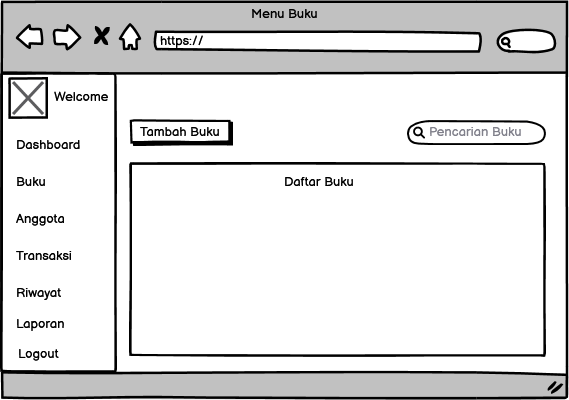 Menu Buku
https://
Welcome
Dashboard
Buku
Anggota
Transaksi
Riwayat
Laporan
Logout
Tambah Buku
Pencarian Buku
Daftar Buku